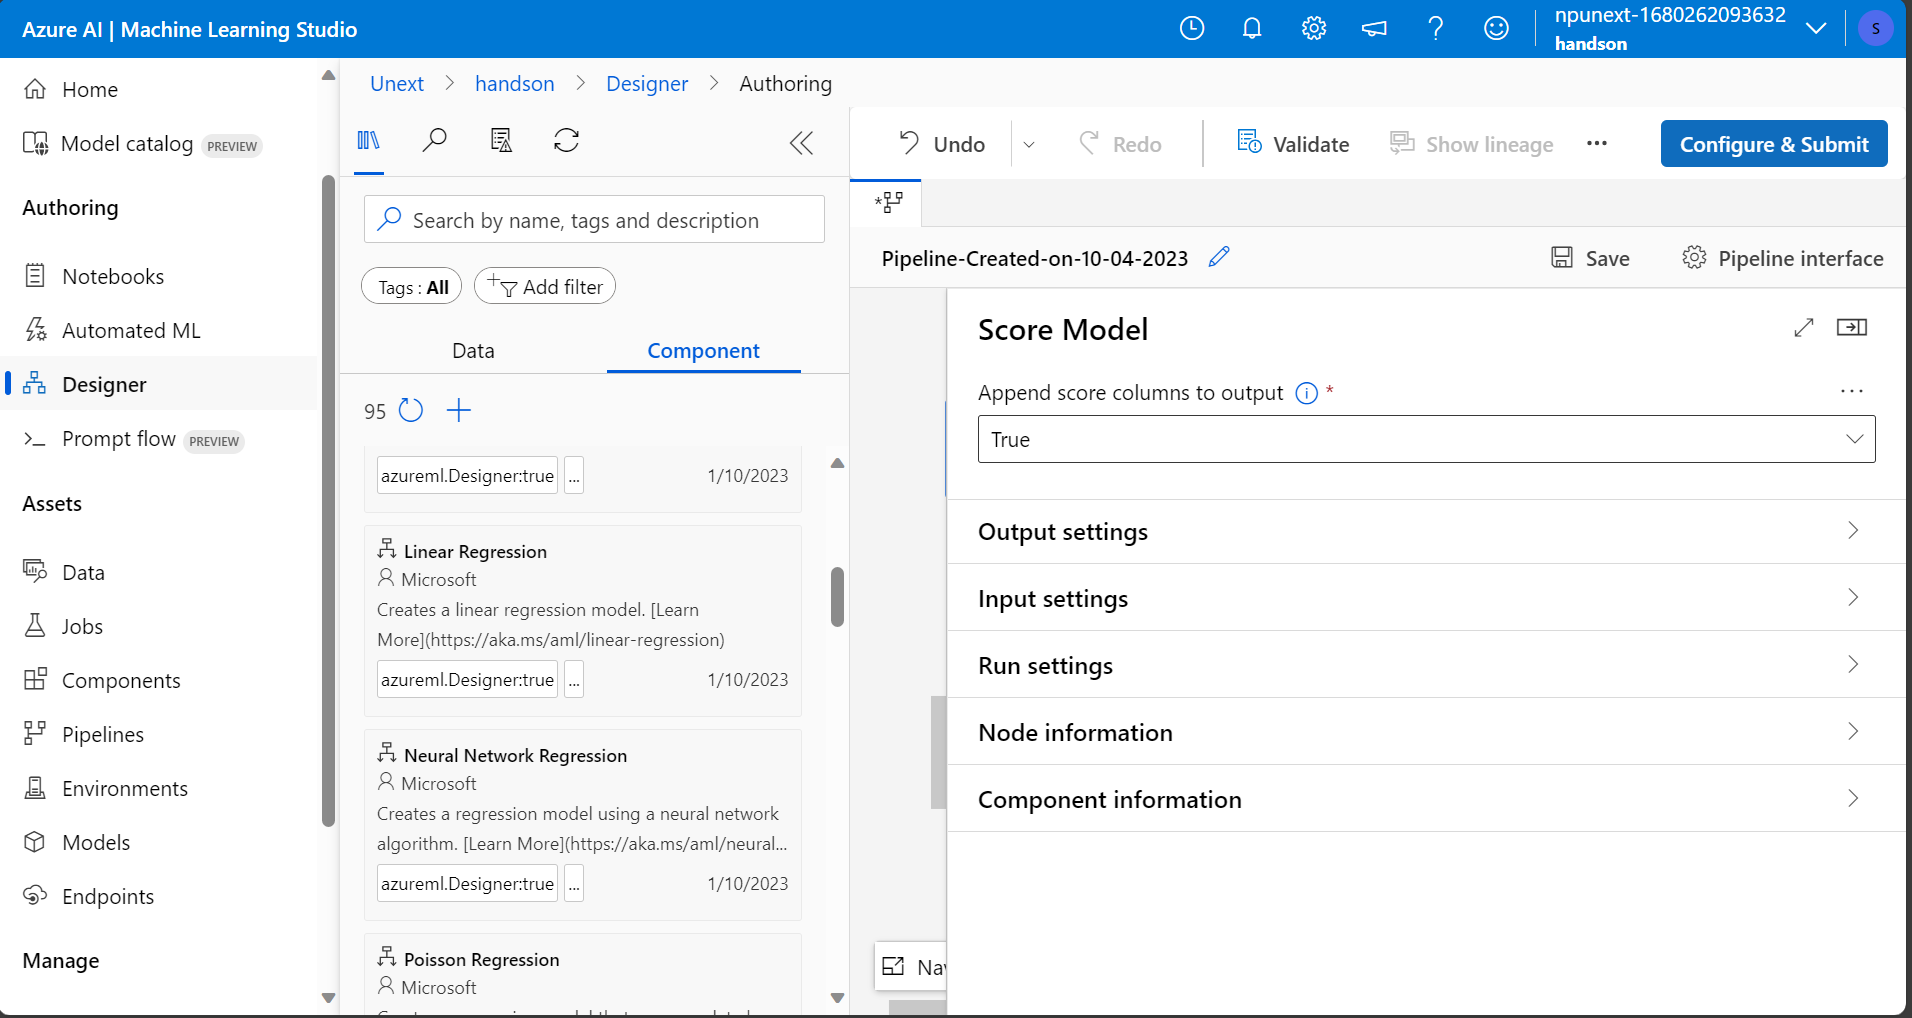 Azure AI | Machine Learning Studio
npunext-1680262093632
handson
S
Home
Model catalog PREVIEW
Authoring
Notebooks
Automated ML
Designer
Prompt flow PREVIEW
Assets
Data
Jobs
Components
Pipelines
Environments
Models
Endpoints
Manage
Unext > handson > Designer > Authoring
Search by name, tags and description
Tags : All
Add filter
Data
Component
95
azureml.Designer:true ... 1/10/2023
Linear Regression
Microsoft
Creates a linear regression model. [Learn
More](https://aka.ms/aml/linear-regression)
azureml.Designer:true ... 1/10/2023
Neural Network Regression
Microsoft
Creates a regression model using a neural network
algorithm. [Learn More](https://aka.ms/aml/neural...
azureml.Designer:true ... 1/10/2023
Poisson Regression
Microsoft
Undo
Redo
Validate
Show lineage
Configure & Submit
Pipeline-Created-on-10-04-2023
Save
Pipeline interface
Score Model
Append score columns to output *
True
Output settings
Input settings
Run settings
Node information
Component information
Nav